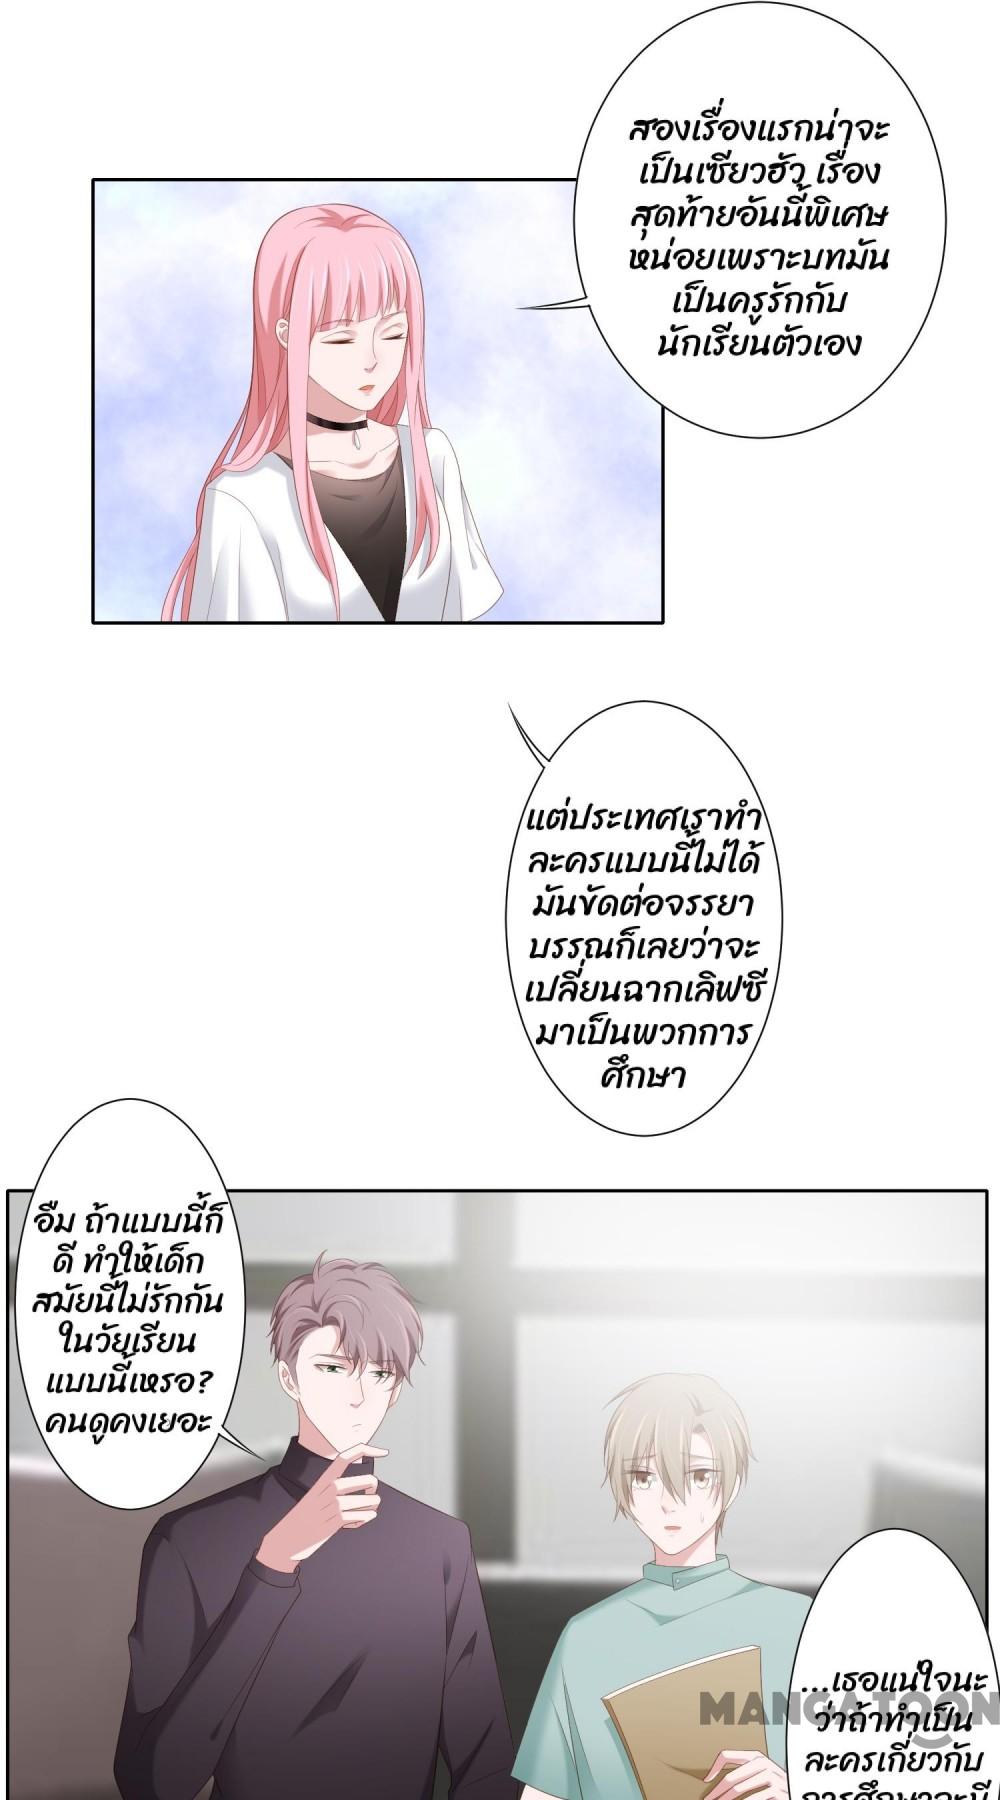 สองเรื่องแรกน่าจะ
เป็นเซียวฮัว เรื่อง
สุดท้ายอันนี้พิเศษ
หน่อยเพราะบทมัน
เป็นครูรักกับ
นักเรียนตัวเอง
แต่ประเทศเราทำ
ละครแบบนี้ไม่ได้
มันขัดต่อจรรยา
บรรณก็เลยว่าจะ
เปลี่ยนฉากเลิฟซี
มาเป็นพวกการ
ศึกษา
อืม ถ้าแบบนี้ก็
ดี ทำให้เด็ก
สมัยนี้ไม่รักกัน
ในวัยเรียน
แบบนี้เหรอ?
คนดูคงเยอะ
...เธอแน่ใจนะ
ว่าถ้าทำเป็น
ละครเกี่ยวกับ
การศึกษาจะมี
MANGATOON